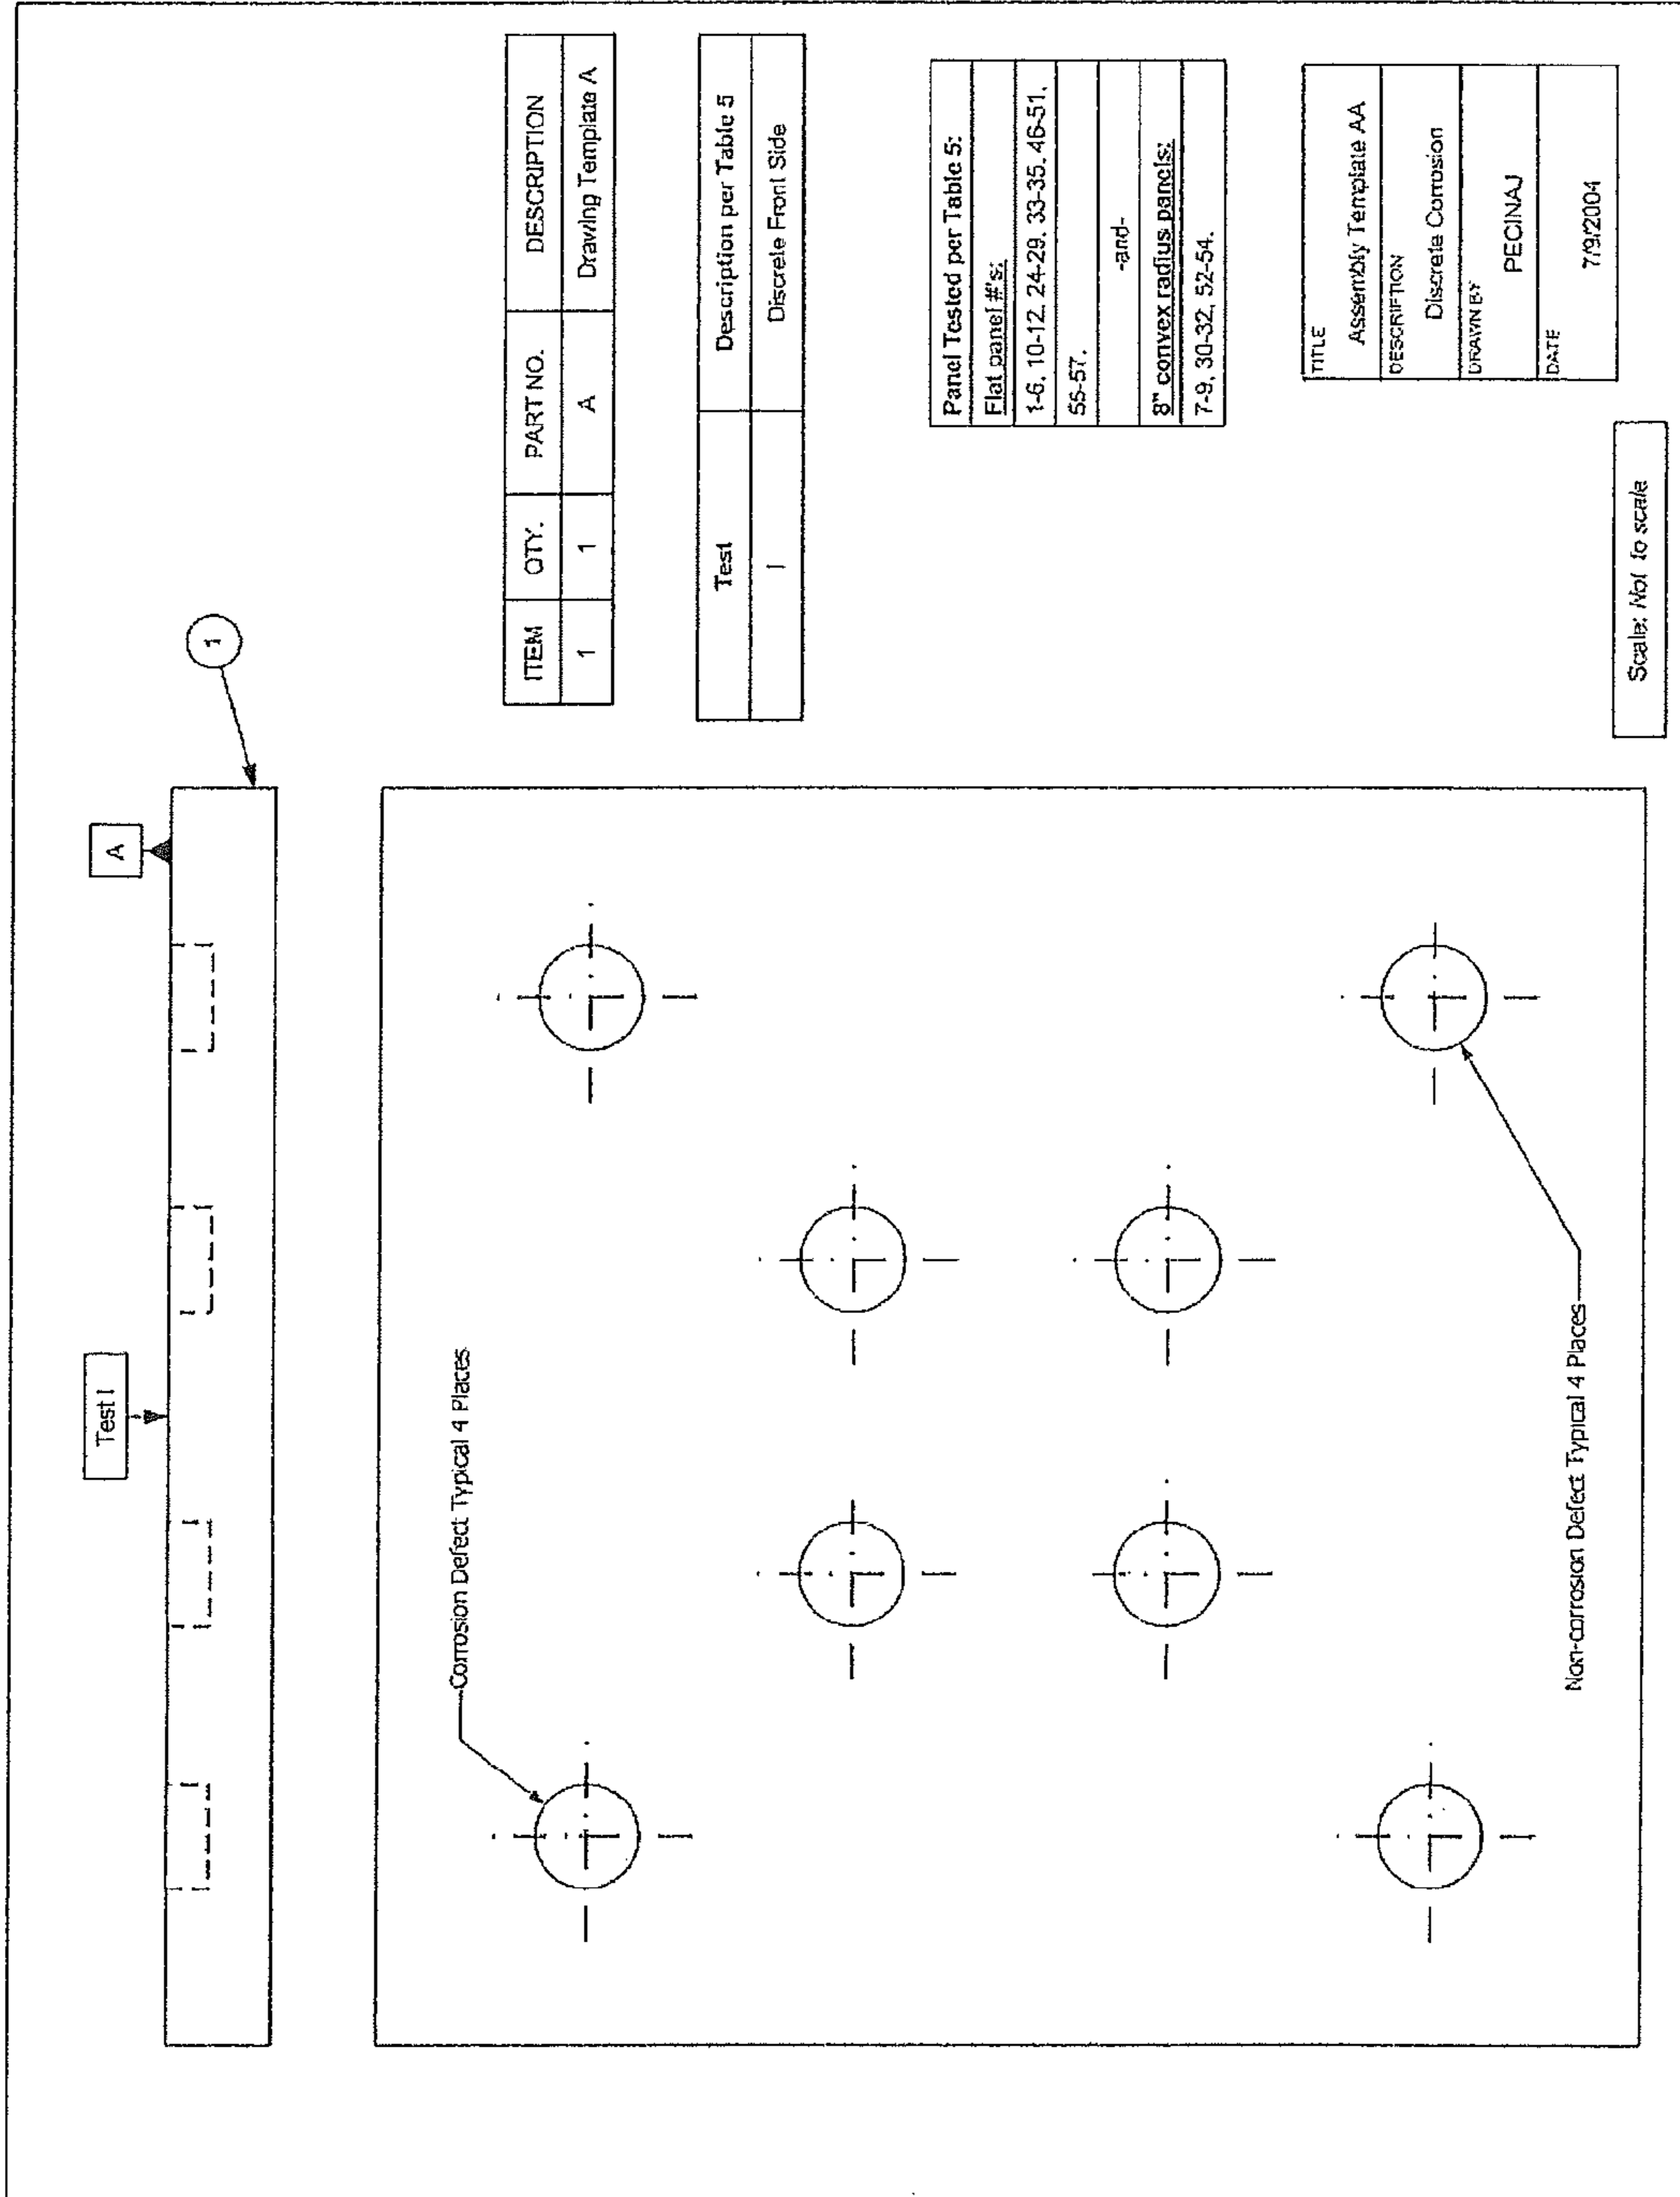 Test I
A
1
Corrosion Defect Typical 4 Places
Non-corrosion Defect Typical 4 Places
ITEM QTY. PART NO. DESCRIPTION
1 1 A Drawing Template A
Test Description per Table 5
I Discrete Front Side
Panel Tested per Table 5:
Flat panel #'s:
1-6, 10-12, 24-29, 33-35, 46-51,
55-57.
-and-
8" convex radius panels:
7-9, 30-32, 52-54.
TITLE
Assembly Template AA
DESCRIPTION
Discrete Corrosion
DRAWN BY
PECINAJ
DATE
7/9/2004
Scale: Not to scale